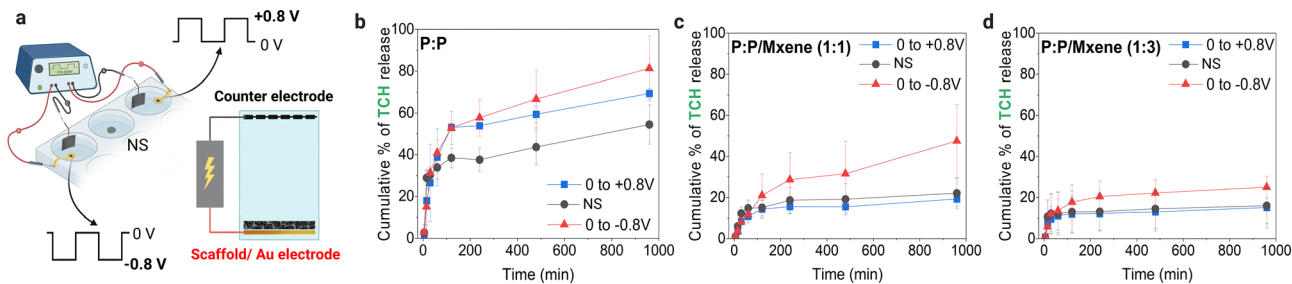 a
+0.8 V
0 V
NS
Counter electrode
0 V
-0.8 V
Scaffold/ Au electrode
b
P:P
Cumulative % of TCH release
100
80
60
40
20
0
0 to +0.8V
NS
0 to -0.8V
0 200 400 600 800 1000
Time (min)
c
P:P/Mxene (1:1)
Cumulative % of TCH release
100
80
60
40
20
0
0 to +0.8V
NS
0 to -0.8V
0 200 400 600 800 1000
Time (min)
d
P:P/Mxene (1:3)
Cumulative % of TCH release
100
80
60
40
20
0
0 to +0.8V
NS
0 to -0.8V
0 200 400 600 800 1000
Time (min)